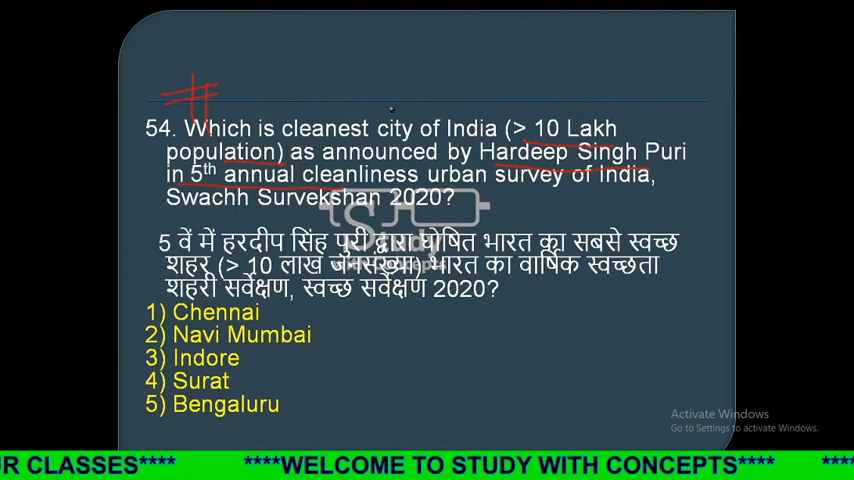 54. Which is cleanest city of India (> 10 Lakh
population) as announced by Hardeep Singh Puri
in 5th annual cleanliness urban survey of India,
Swachh Survekshan 2020?
Study
5 वें में हरदीप सिंह पुरी द्वारा घोषित भारत का सबसे स्वच्छ
शहर (> 10 लाख जनसंख्या) भारत का वार्षिक स्वच्छता
शहरी सर्वेक्षण, स्वच्छ सर्वेक्षण 2020?
1) Chennai
2) Navi Mumbai
3) Indore
4) Surat
5) Bengaluru
Activate Windows
Go to Settings to activate Windows.
UR CLASSES**** ****WELCOME TO STUDY WITH CONCEPTS**** ****